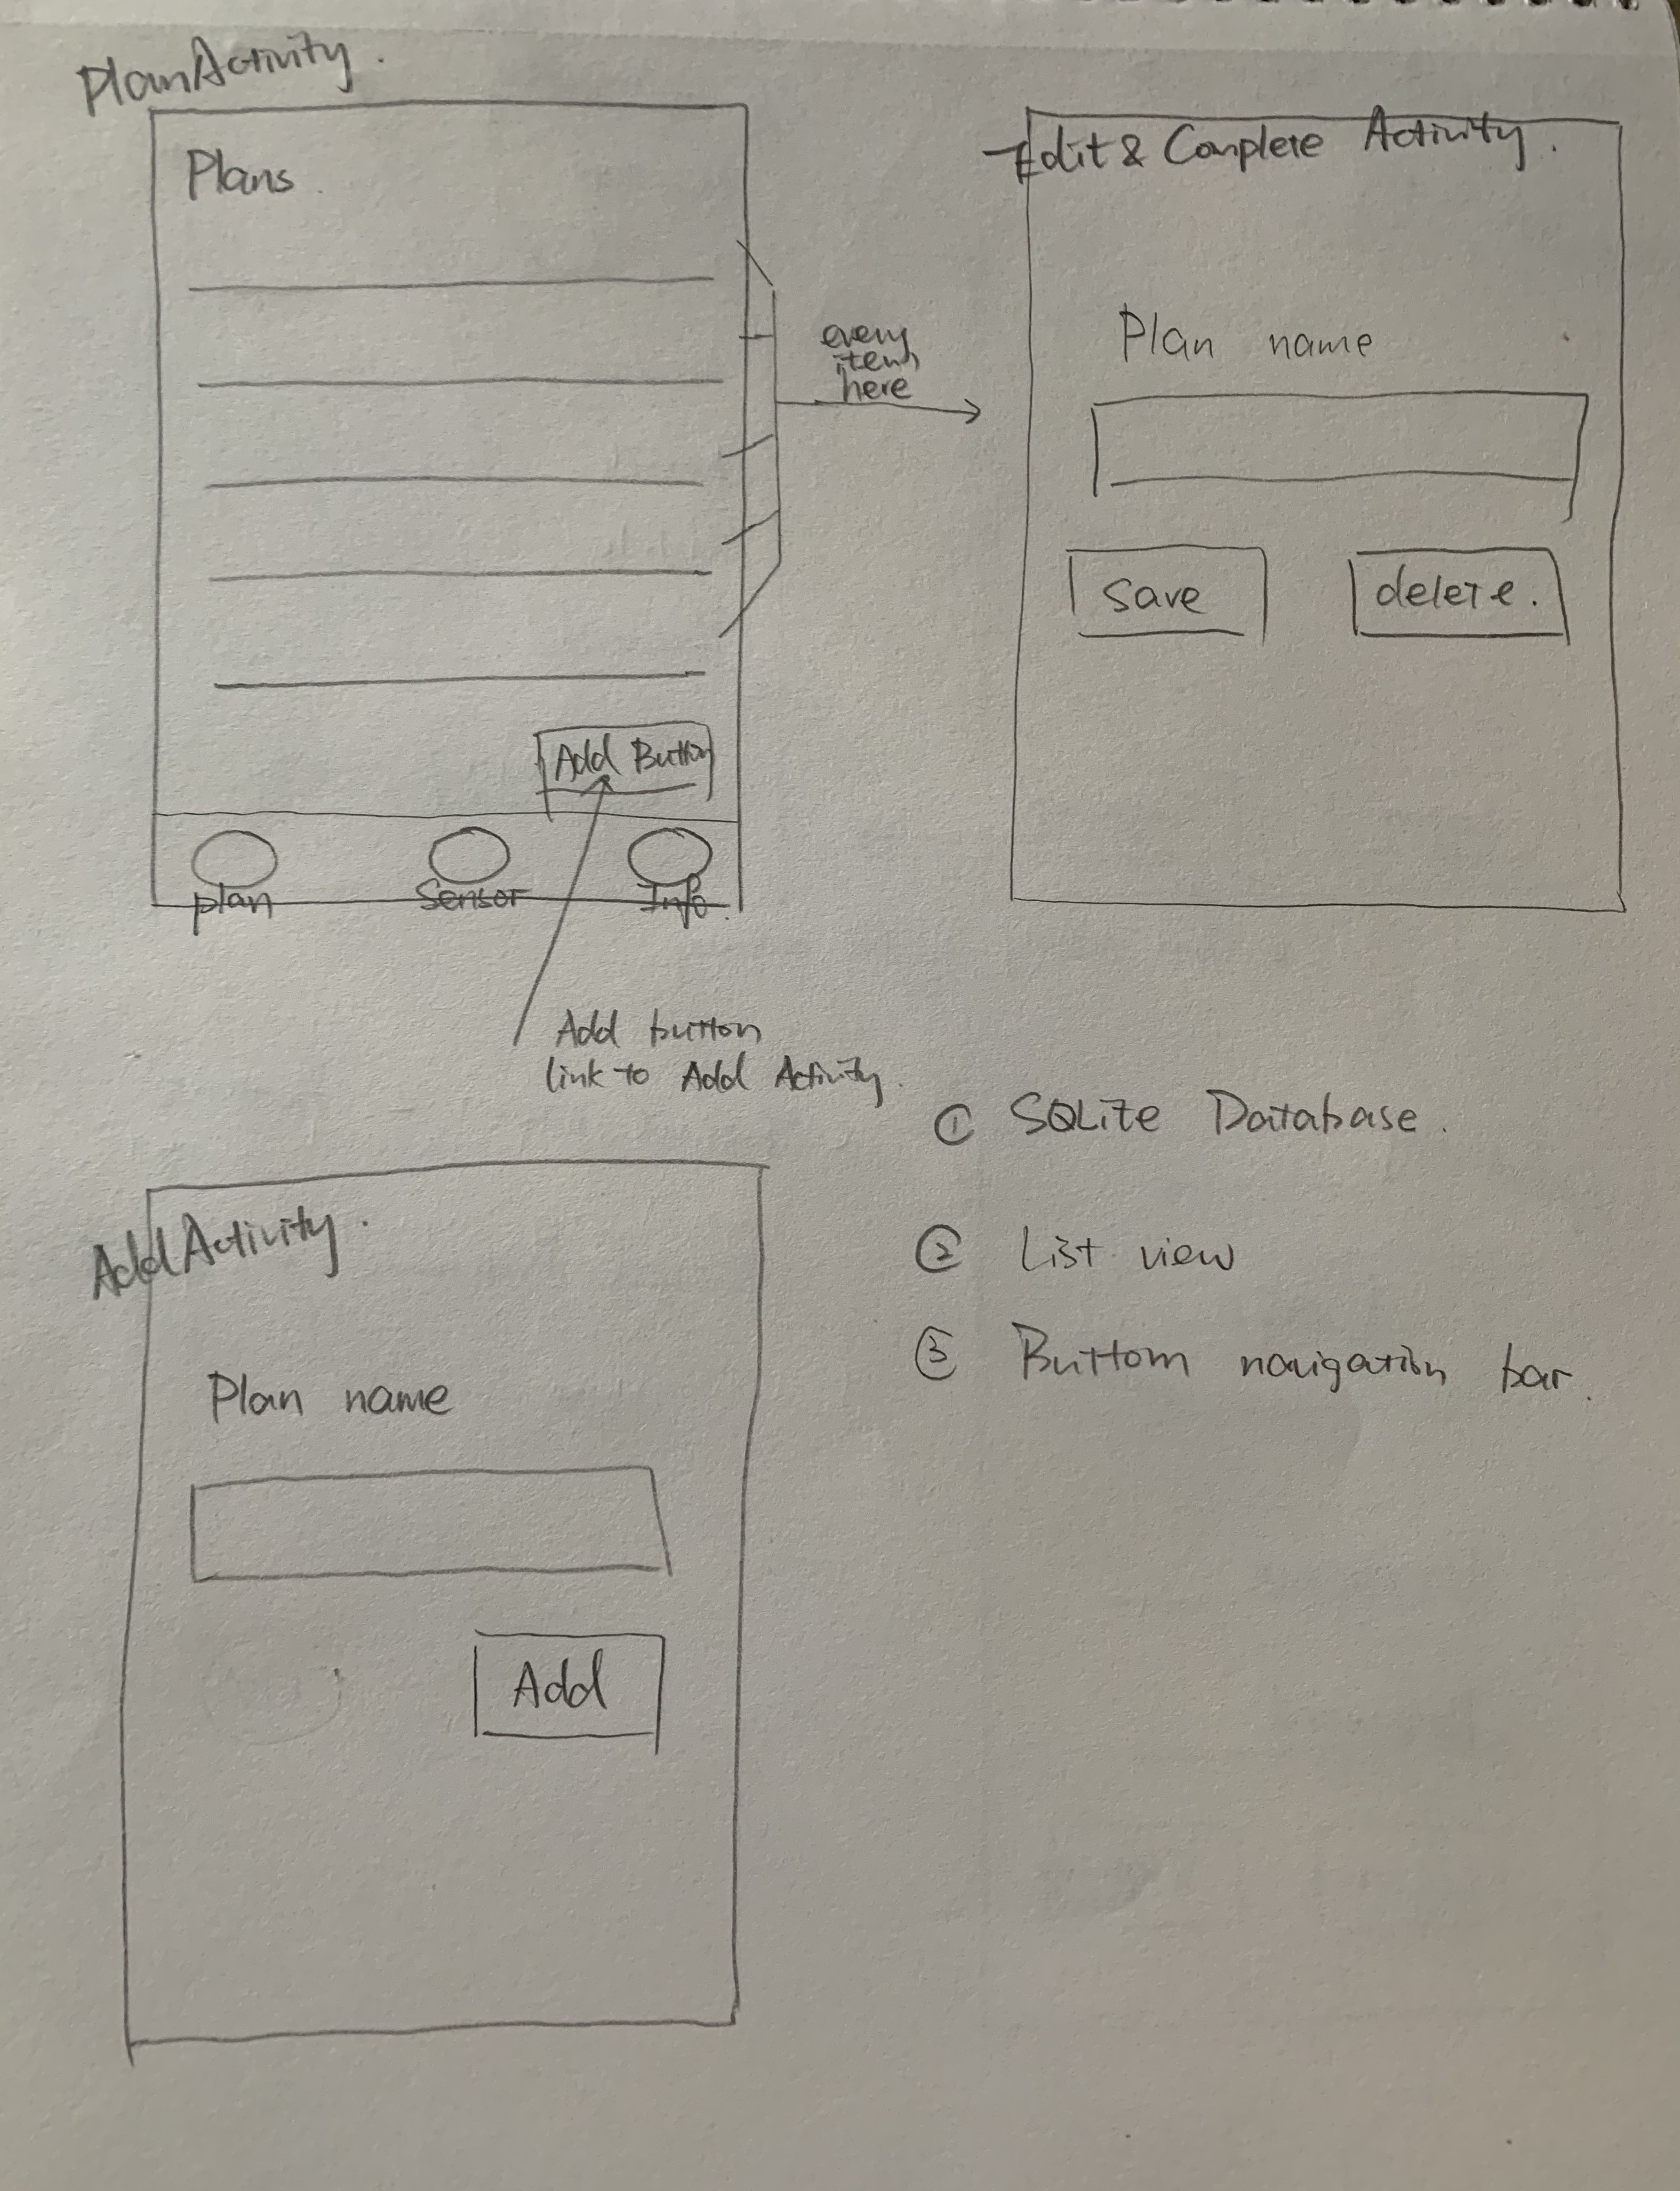 PlanActivity.
Plans.
every
item
here
Add Button
plan
Sensor
Info.
Edit & Complete Activity.
Plan name
save
delete.
Add button
link to Add Activity.
① SQLite Database.
② List view
③ Buttom navigation bar.
AddActivity.
Plan name
Add